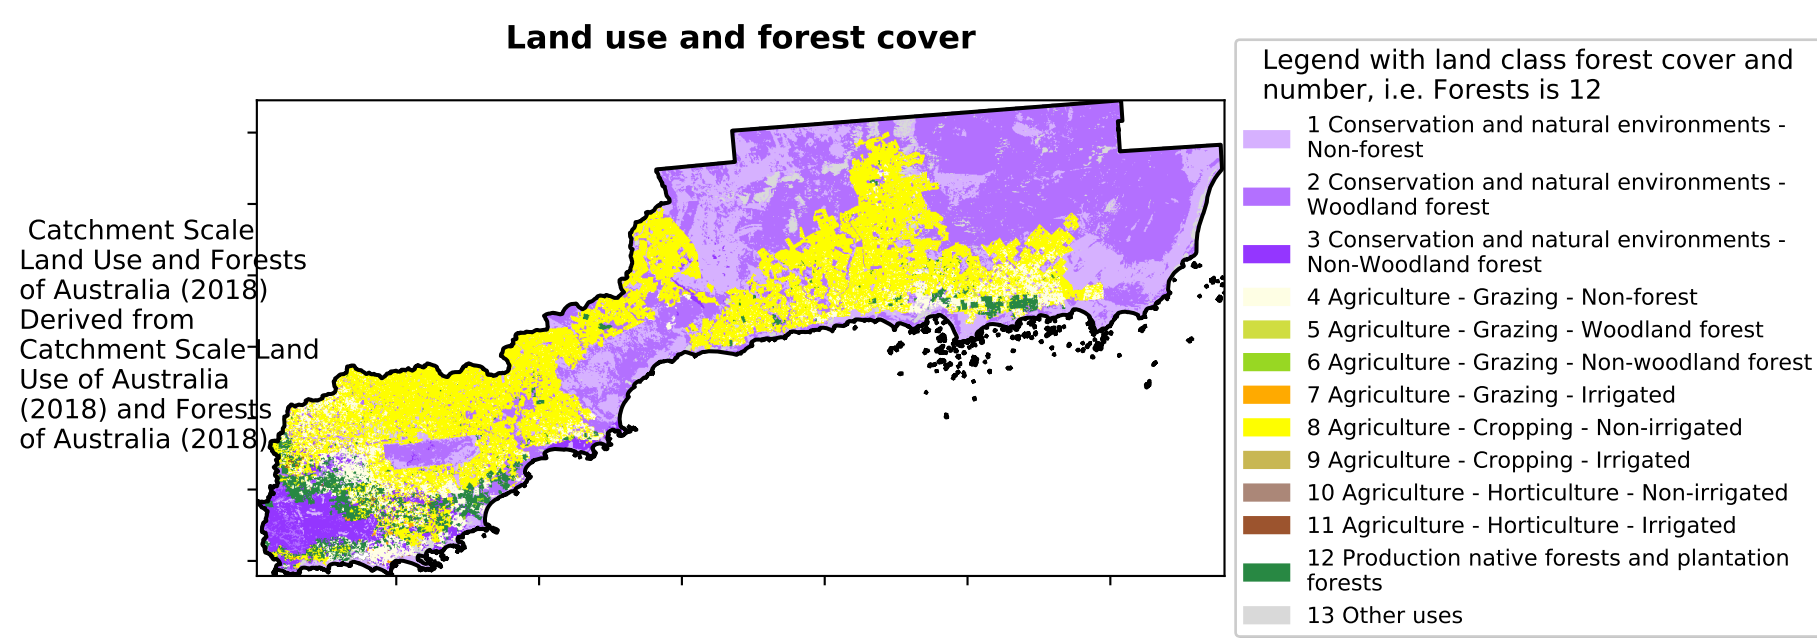 Land use and forest cover
Catchment Scale
Land Use and Forests
of Australia (2018)
Derived from
Catchment Scale Land
Use of Australia
(2018) and Forests
of Australia (2018)
Legend with land class forest cover and
number, i.e. Forests is 12
1 Conservation and natural environments -
Non-forest
2 Conservation and natural environments -
Woodland forest
3 Conservation and natural environments -
Non-Woodland forest
4 Agriculture - Grazing - Non-forest
5 Agriculture - Grazing - Woodland forest
6 Agriculture - Grazing - Non-woodland forest
7 Agriculture - Grazing - Irrigated
8 Agriculture - Cropping - Non-irrigated
9 Agriculture - Cropping - Irrigated
10 Agriculture - Horticulture - Non-irrigated
11 Agriculture - Horticulture - Irrigated
12 Production native forests and plantation
forests
13 Other uses